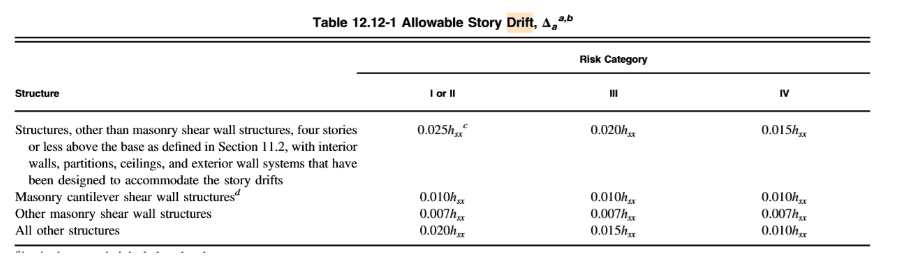 Table 12.12-1 Allowable Story Drift, Δₐᵃ,ᵇ
Risk Category
Structure I or II III IV
Structures, other than masonry shear wall structures, four stories 0.025hₛₓᶜ 0.020hₛₓ 0.015hₛₓ
or less above the base as defined in Section 11.2, with interior
walls, partitions, ceilings, and exterior wall systems that have
been designed to accommodate the story drifts
Masonry cantilever shear wall structuresᵈ 0.010hₛₓ 0.010hₛₓ 0.010hₛₓ
Other masonry shear wall structures 0.007hₛₓ 0.007hₛₓ 0.007hₛₓ
All other structures 0.020hₛₓ 0.015hₛₓ 0.010hₛₓ